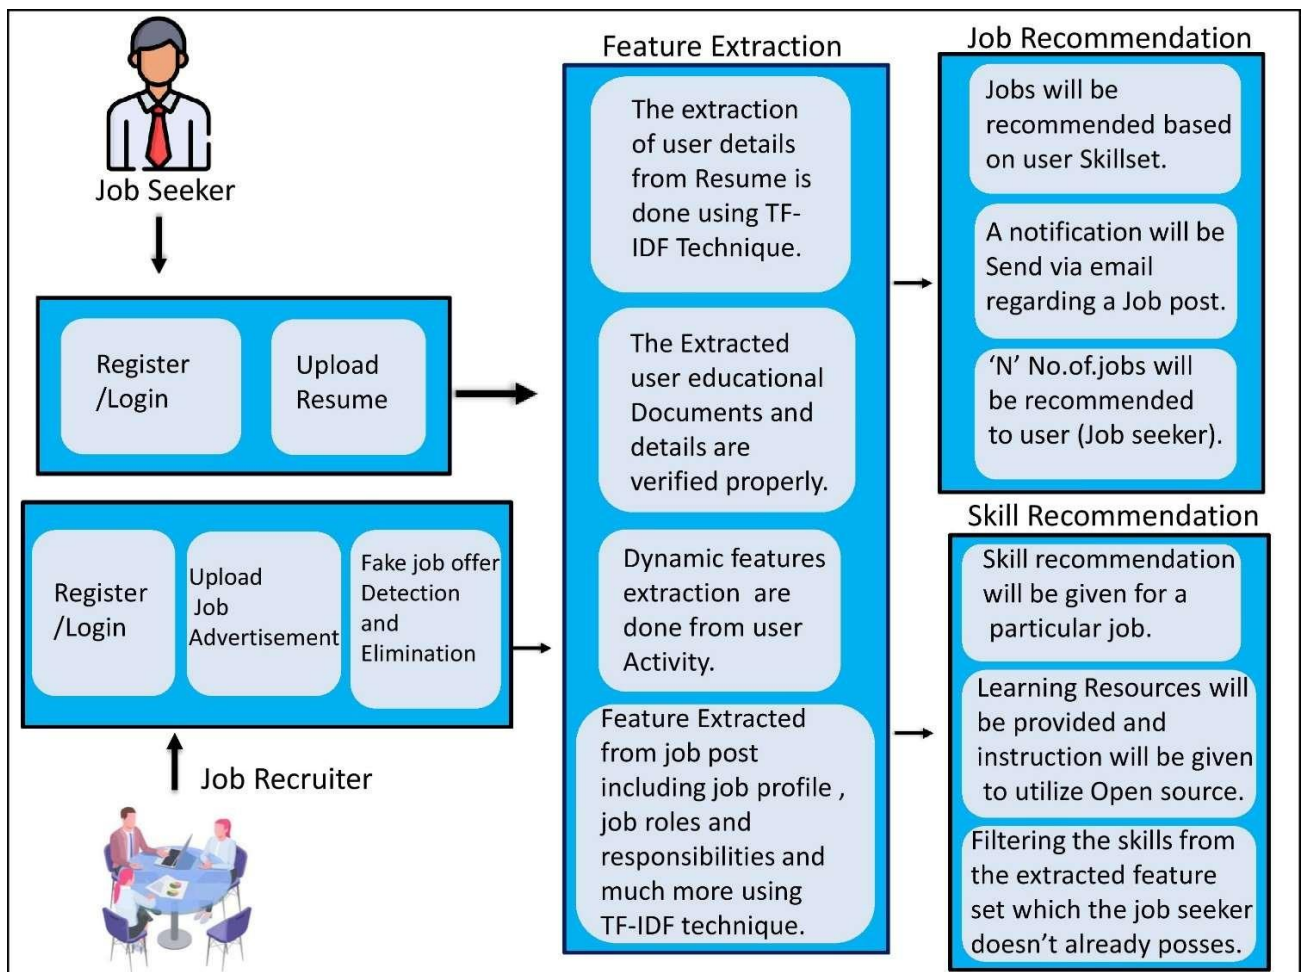 Job Seeker
Register
/Login
Upload
Resume
Register
/Login
Upload
Job
Advertisement
Fake job offer
Detection
and
Elimination
Job Recruiter
Feature Extraction
The extraction
of user details
from Resume is
done using TF-
IDF Technique.
The Extracted
user educational
Documents and
details are
verified properly.
Dynamic features
extraction are
done from user
Activity.
Feature Extracted
from job post
including job profile ,
job roles and
responsibilities and
much more using
TF-IDF technique.
Job Recommendation
Jobs will be
recommended based
on user Skillset.
A notification will be
Send via email
regarding a Job post.
‘N’ No.of.jobs will
be recommended
to user (Job seeker).
Skill Recommendation
Skill recommendation
will be given for a
particular job.
Learning Resources will
be provided and
instruction will be given
to utilize Open source.
Filtering the skills from
the extracted feature
set which the job seeker
doesn’t already posses.